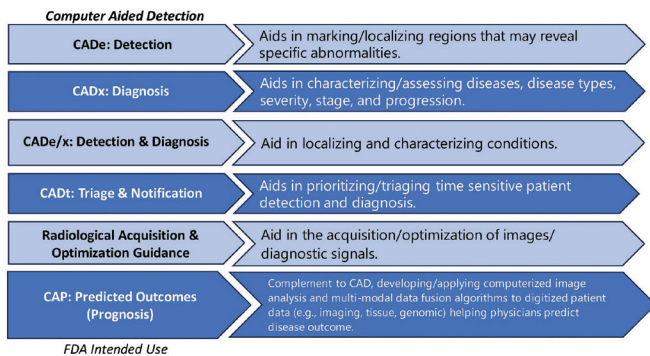 Computer Aided Detection
CADe: Detection
Aids in marking/localizing regions that may reveal
specific abnormalities.
CADx: Diagnosis
Aids in characterizing/assessing diseases, disease types,
severity, stage, and progression.
CADe/x: Detection & Diagnosis
Aid in localizing and characterizing conditions.
CADt: Triage & Notification
Aids in prioritizing/triaging time sensitive patient
detection and diagnosis.
Radiological Acquisition &
Optimization Guidance
Aid in the acquisition/optimization of images/
diagnostic signals.
CAP: Predicted Outcomes
(Prognosis)
Complement to CAD, developing/applying computerized image
analysis and multi-modal data fusion algorithms to digitized patient
data (e.g., imaging, tissue, genomic) helping physicians predict
disease outcome.
FDA Intended Use